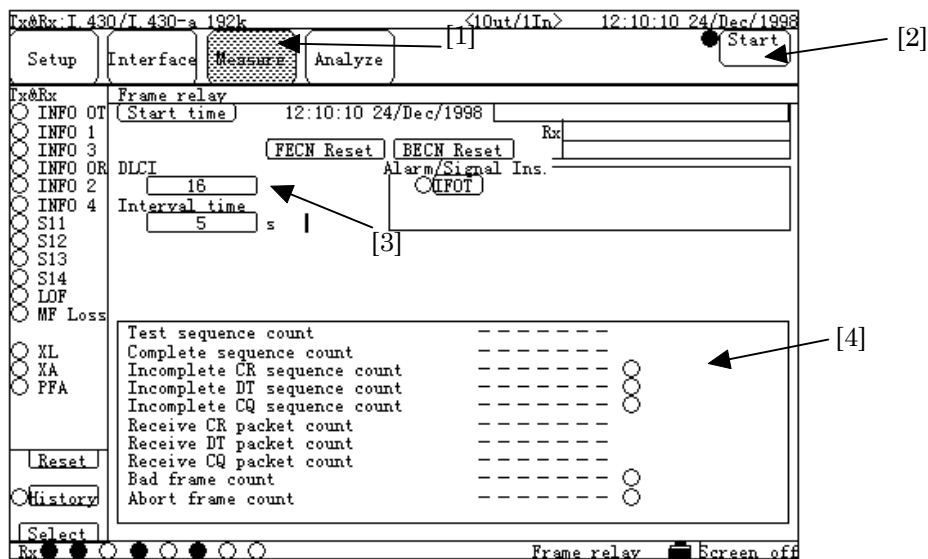 Tx&Rx:I.430/I.430-a 192k <1Out/1In> 12:10:10 24/Dec/1998
Setup Interface Measure Analyze [1] Start [2]
Tx&Rx Frame relay
INFO OT Start time 12:10:10 24/Dec/1998
INFO 1 Rx
INFO 3 FECN Reset BECN Reset
INFO OR DLCI Alarm/Signal Ins.
INFO 2 16 IFOT
INFO 4 Interval time
S11 5 s
S12 [3]
S13
S14
LOF
MF Loss
Test sequence count - - - - - - -
XL Complete sequence count - - - - - - - [4]
XA Incomplete CR sequence count - - - - - - -
PFA Incomplete DT sequence count - - - - - - -
Incomplete CQ sequence count - - - - - - -
Receive CR packet count - - - - - - -
Receive DT packet count - - - - - - -
Reset Receive CQ packet count - - - - - - -
Bad frame count - - - - - - -
History Abort frame count - - - - - - -
Select
Rx Frame relay Screen off